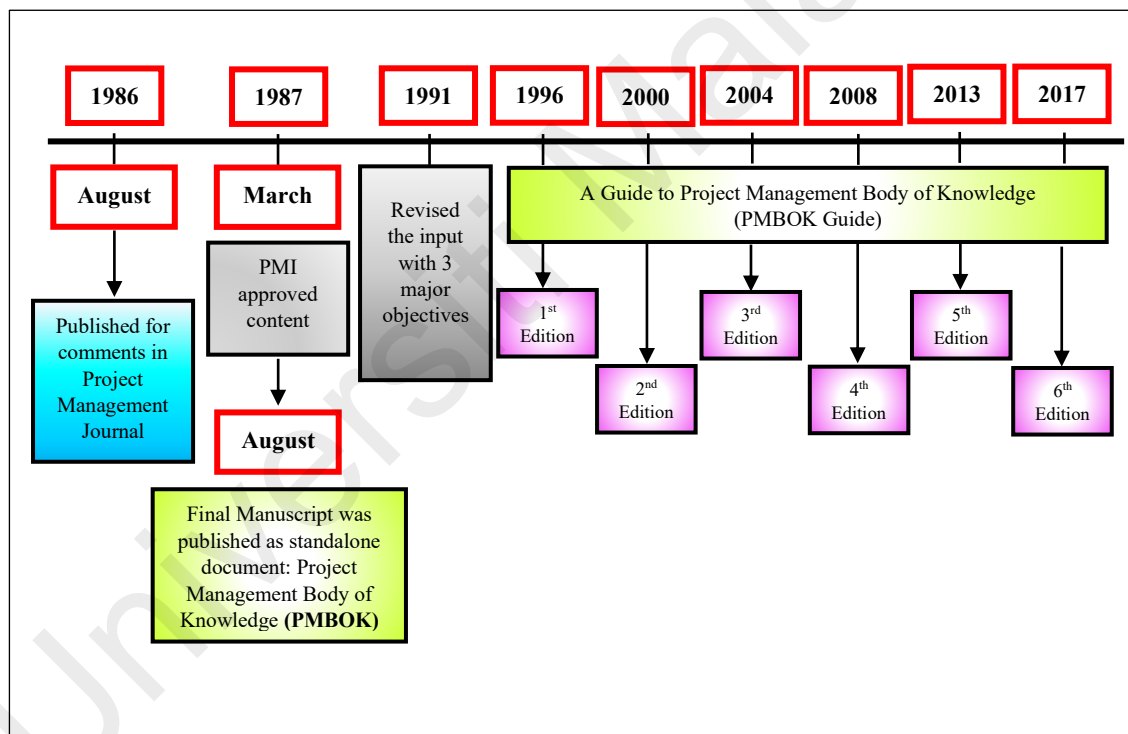 1986
1987
1991
1996
2000
2004
2008
2013
2017
August
Published for
comments in
Project
Management
Journal
March
PMI
approved
content
August
Final Manuscript was
published as standalone
document: Project
Management Body of
Knowledge (PMBOK)
Revised
the input
with 3
major
objectives
A Guide to Project Management Body of Knowledge
(PMBOK Guide)
1st
Edition
2nd
Edition
3rd
Edition
4th
Edition
5th
Edition
6th
Edition
Universiti Mala